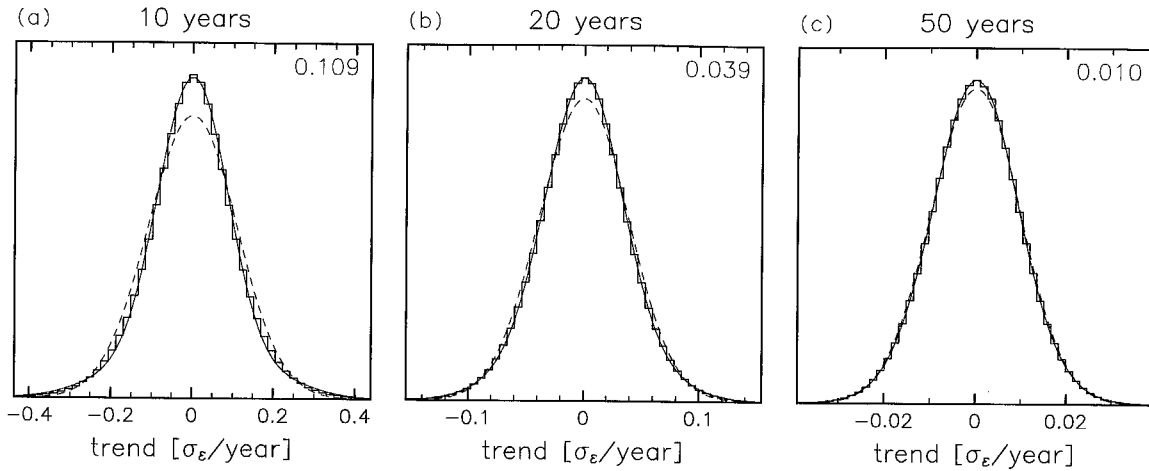 (a) 10 years (b) 20 years (c) 50 years
0.109 0.039 0.010
−0.4 −0.2 0 0.2 0.4 −0.1 0 0.1 −0.02 0 0.02
trend [σε/year] trend [σε/year] trend [σε/year]